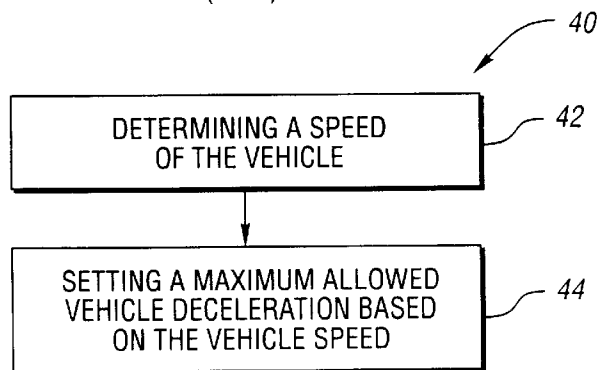 40
DETERMINING A SPEED
OF THE VEHICLE
42
SETTING A MAXIMUM ALLOWED
VEHICLE DECELERATION BASED
ON THE VEHICLE SPEED
44